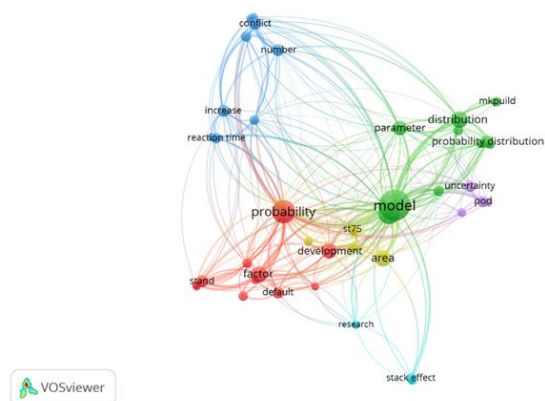 conflict
number
mkpuild
increase
distribution
parameter
reaction time
probability distribution
uncertainty
pod
model
probability
st75
development
area
factor
stand
default
research
stack effect
VOSviewer